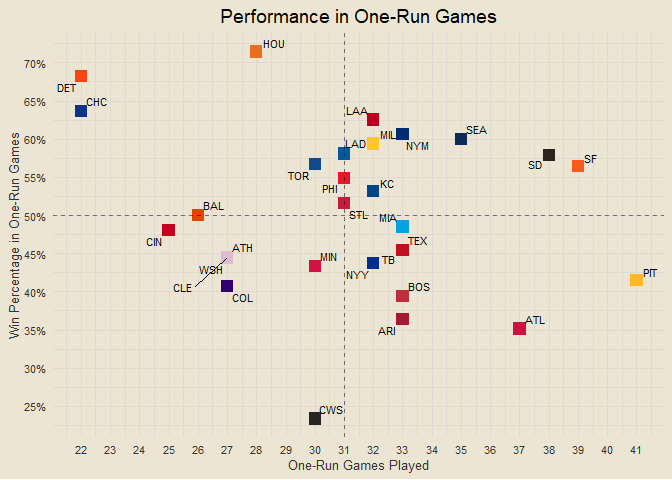 Performance in One-Run Games
Win Percentage in One-Run Games
70%
65%
60%
55%
50%
45%
40%
35%
30%
25%
HOU
DET
CHC
LAA
MIL
NYM
SEA
LAD
SD
SF
TOR
PHI
KC
BAL
STL
MIA
CIN
ATH
WSH
CLE
COL
MIN
TEX
TB
NYY
BOS
PIT
ARI
ATL
CWS
22 23 24 25 26 27 28 29 30 31 32 33 34 35 36 37 38 39 40 41
One-Run Games Played